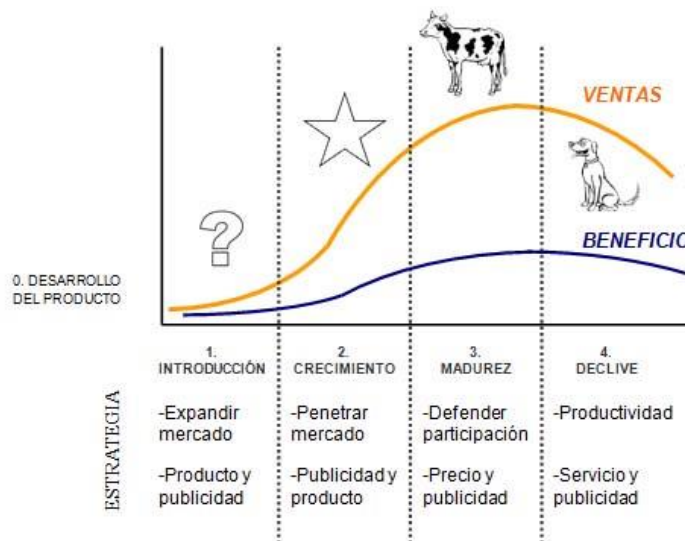 VENTAS
?
BENEFICIO
0. DESARROLLO
DEL PRODUCTO
1.
INTRODUCCIÓN
2.
CRECIMIENTO
3.
MADUREZ
4.
DECLIVE
ESTRATEGIA
-Expandir
mercado
-Producto y
publicidad
-Penetrar
mercado
-Publicidad y
producto
-Defender
participación
-Precio y
publicidad
-Productividad
-Servicio y
publicidad